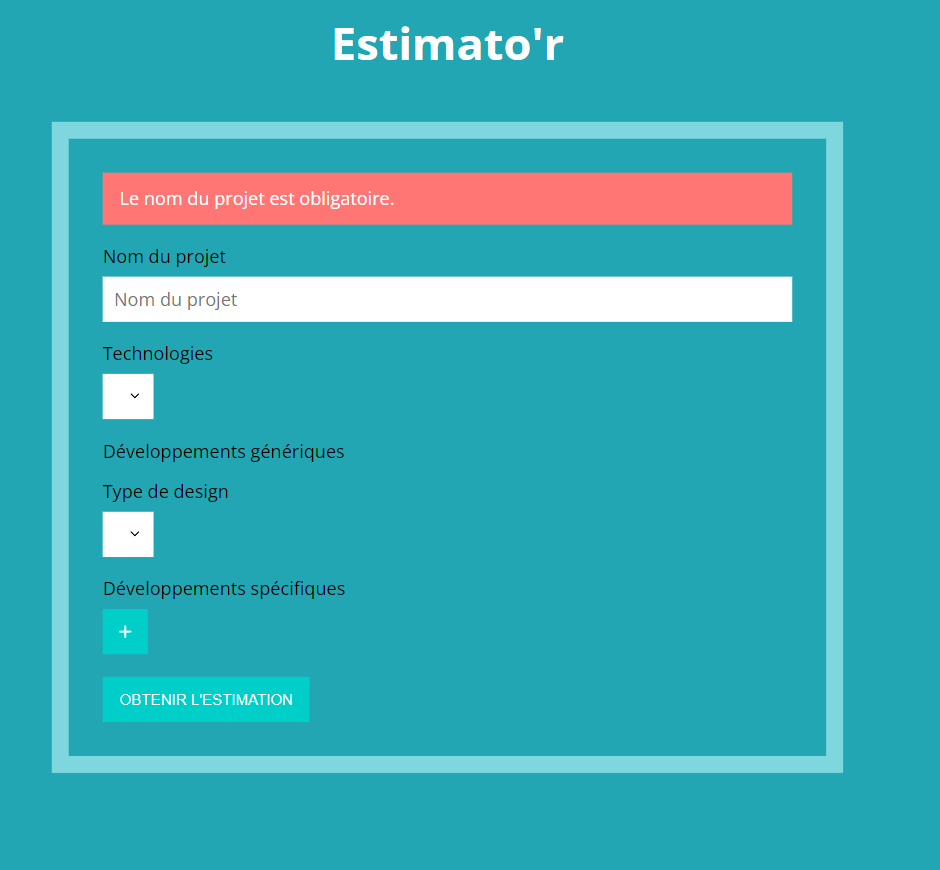 Estimato'r
Le nom du projet est obligatoire.
Nom du projet
Nom du projet
Technologies
Développements génériques
Type de design
Développements spécifiques
+
OBTENIR L'ESTIMATION